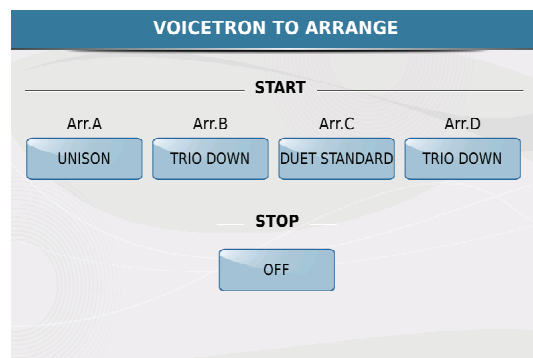 VOICETRON TO ARRANGE
START
Arr.A Arr.B Arr.C Arr.D
UNISON TRIO DOWN DUET STANDARD TRIO DOWN
STOP
OFF